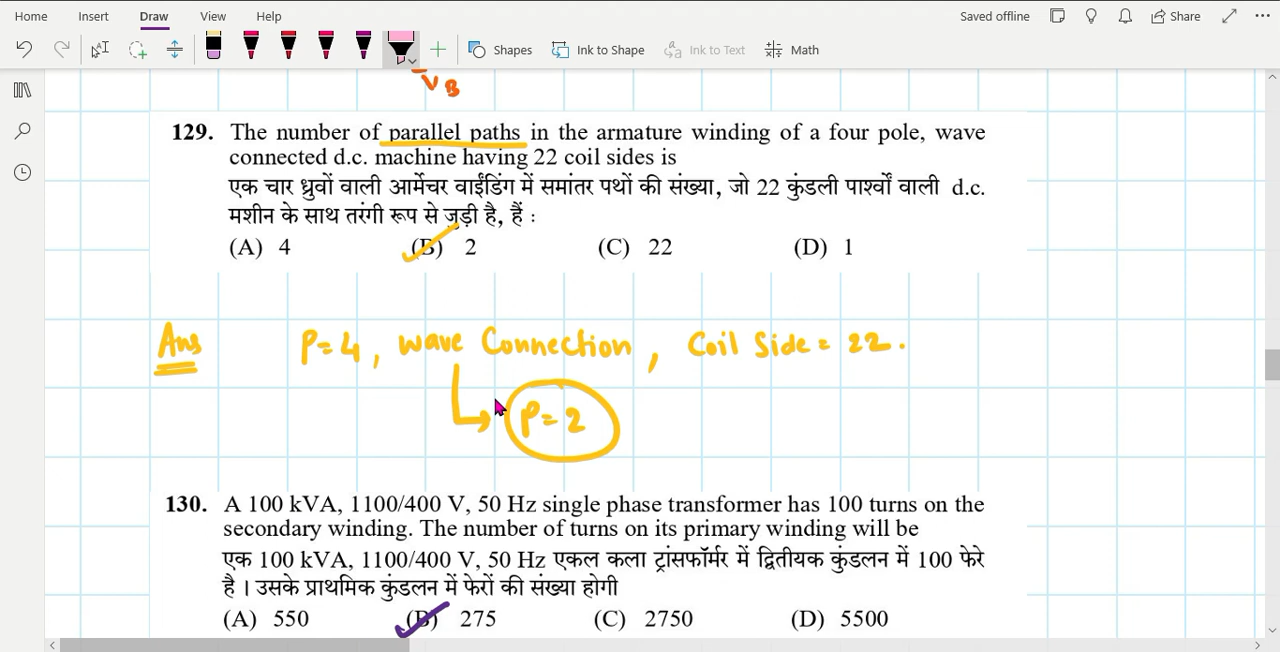 Home Insert Draw View Help Saved offline Share
Shapes Ink to Shape Ink to Text Math
VB
129. The number of parallel paths in the armature winding of a four pole, wave
connected d.c. machine having 22 coil sides is
एक चार ध्रुवों वाली आर्मेचर वाईंडिंग में समांतर पथों की संख्या, जो 22 कुंडली पार्श्वों वाली d.c.
मशीन के साथ तरंगी रूप से जुड़ी है, हैं :
(A) 4 (B) 2 (C) 22 (D) 1
Ans P=4, wave Connection, Coil Side = 22.
P=2
130. A 100 kVA, 1100/400 V, 50 Hz single phase transformer has 100 turns on the
secondary winding. The number of turns on its primary winding will be
एक 100 kVA, 1100/400 V, 50 Hz एकल कला ट्रांसफॉर्मर में द्वितीयक कुंडलन में 100 फेरे
है । उसके प्राथमिक कुंडलन में फेरों की संख्या होगी
(A) 550 (B) 275 (C) 2750 (D) 5500